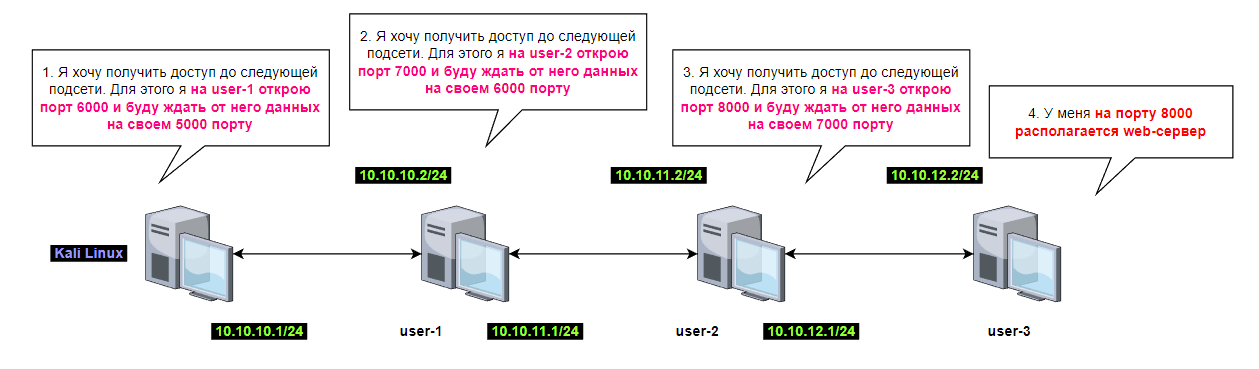 1. Я хочу получить доступ до следующей
подсети. Для этого я на user-1 открою
порт 6000 и буду ждать от него данных
на своем 5000 порту
2. Я хочу получить доступ до следующей
подсети. Для этого я на user-2 открою
порт 7000 и буду ждать от него данных
на своем 6000 порту
3. Я хочу получить доступ до следующей
подсети. Для этого я на user-3 открою
порт 8000 и буду ждать от него данных
на своем 7000 порту
4. У меня на порту 8000
располагается web-сервер
10.10.10.2/24
10.10.11.2/24
10.10.12.2/24
Kali Linux
10.10.10.1/24
user-1
10.10.11.1/24
user-2
10.10.12.1/24
user-3